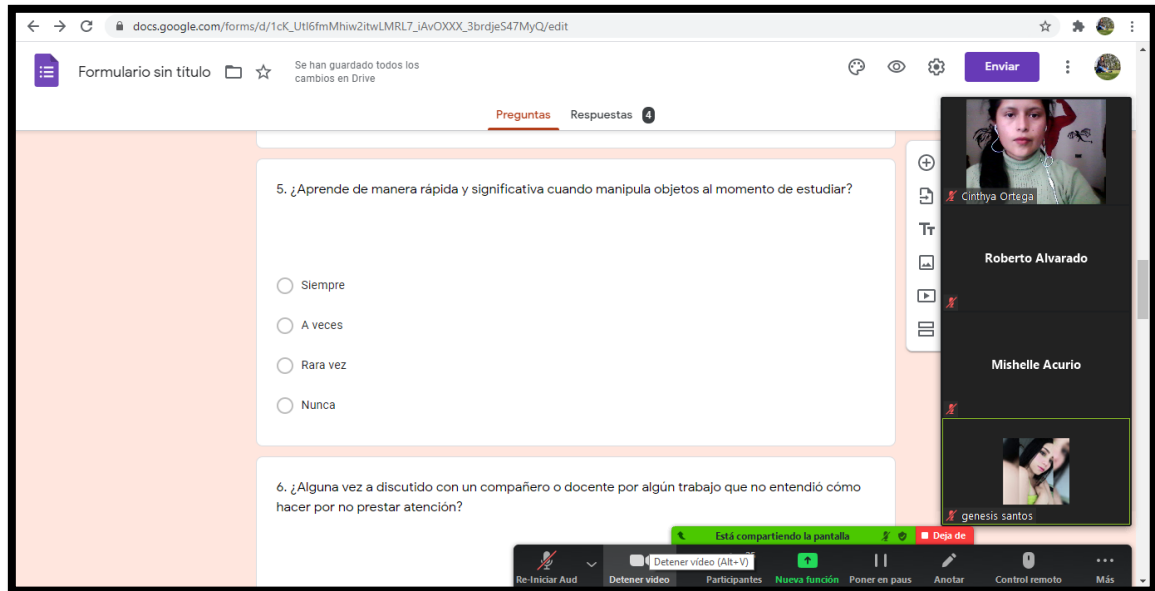 docs.google.com/forms/d/1cK_UtI6fmMhiw2itwLMRL7_iAvOXXX_3brdjeS47MyQ/edit
Formulario sin título
Se han guardado todos los
cambios en Drive
Enviar
Preguntas Respuestas 4
5. ¿Aprende de manera rápida y significativa cuando manipula objetos al momento de estudiar?
Siempre
A veces
Rara vez
Nunca
6. ¿Alguna vez a discutido con un compañero o docente por algún trabajo que no entendió cómo
hacer por no prestar atención?
Tт
Cinthya Ortega
Roberto Alvarado
Mishelle Acurio
genesis santos
Está compartiendo la pantalla Deja de
Detener vídeo (Alt+V)
Re-Iniciar Aud Detener video Participantes Nueva función Poner en paus Anotar Control remoto Más